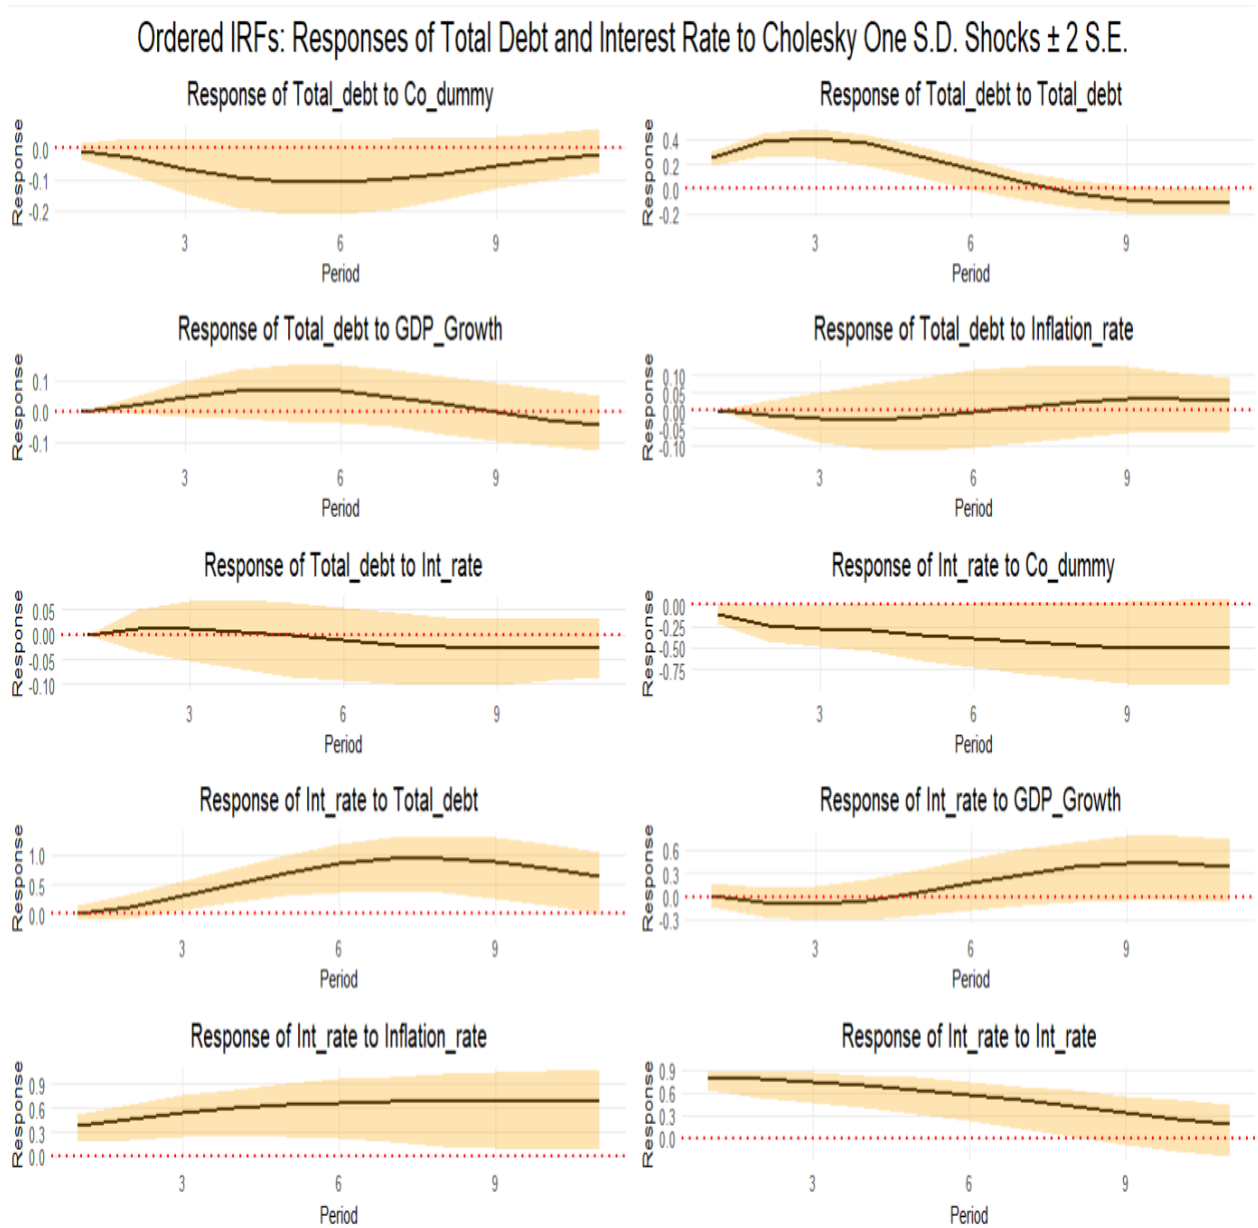 Ordered IRFs: Responses of Total Debt and Interest Rate to Cholesky One S.D. Shocks ± 2 S.E.
Response of Total_debt to Co_dummy
Response
0.0
-0.1
-0.2
3 6 9
Period
Response of Total_debt to Total_debt
Response
0.4
0.2
0.0
-0.2
3 6 9
Period
Response of Total_debt to GDP_Growth
Response
0.1
0.0
-0.1
3 6 9
Period
Response of Total_debt to Inflation_rate
Response
0.10
0.05
0.00
-0.05
-0.10
3 6 9
Period
Response of Total_debt to Int_rate
Response
0.05
0.00
-0.05
-0.10
3 6 9
Period
Response of Int_rate to Co_dummy
Response
0.00
-0.25
-0.50
-0.75
3 6 9
Period
Response of Int_rate to Total_debt
Response
1.0
0.5
0.0
3 6 9
Period
Response of Int_rate to GDP_Growth
Response
0.6
0.3
0.0
-0.3
3 6 9
Period
Response of Int_rate to Inflation_rate
Response
0.9
0.6
0.3
0.0
3 6 9
Period
Response of Int_rate to Int_rate
Response
0.9
0.6
0.3
0.0
3 6 9
Period